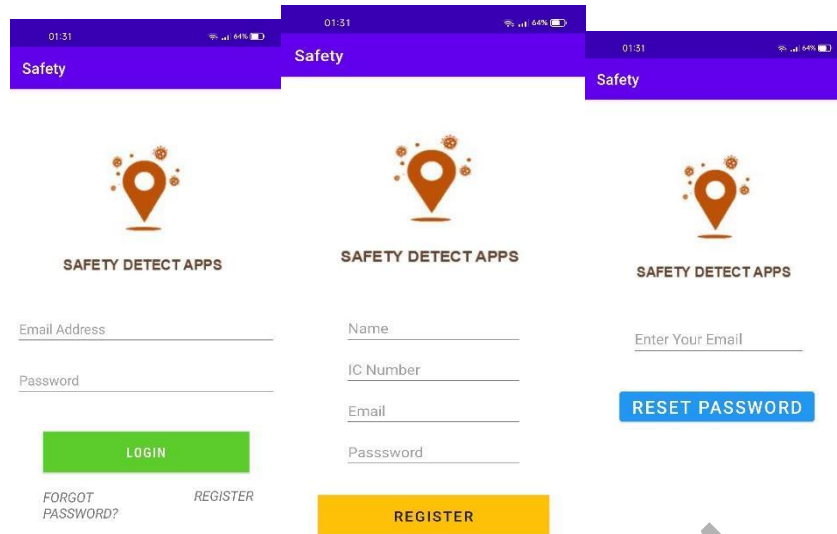 01:31
64%
Safety
SAFETY DETECT APPS
Email Address
Password
LOGIN
FORGOT
PASSWORD?
REGISTER
01:31
64%
Safety
SAFETY DETECT APPS
Name
IC Number
Email
Passsword
REGISTER
01:31
64%
Safety
SAFETY DETECT APPS
Enter Your Email
RESET PASSWORD